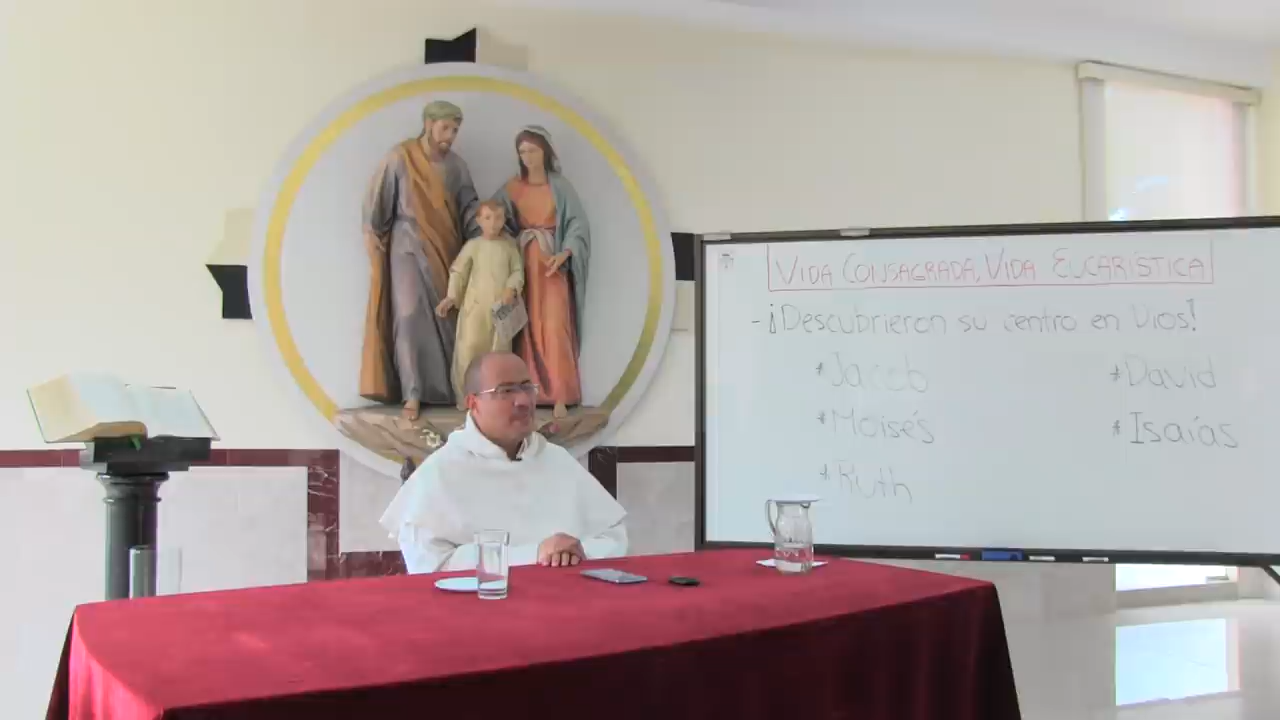 VIDA CONSAGRADA, VIDA EUCARÍSTICA
-¡Descubrieron su centro en Dios!
*Jacob
*Moisés
*Ruth
*David
*Isaías